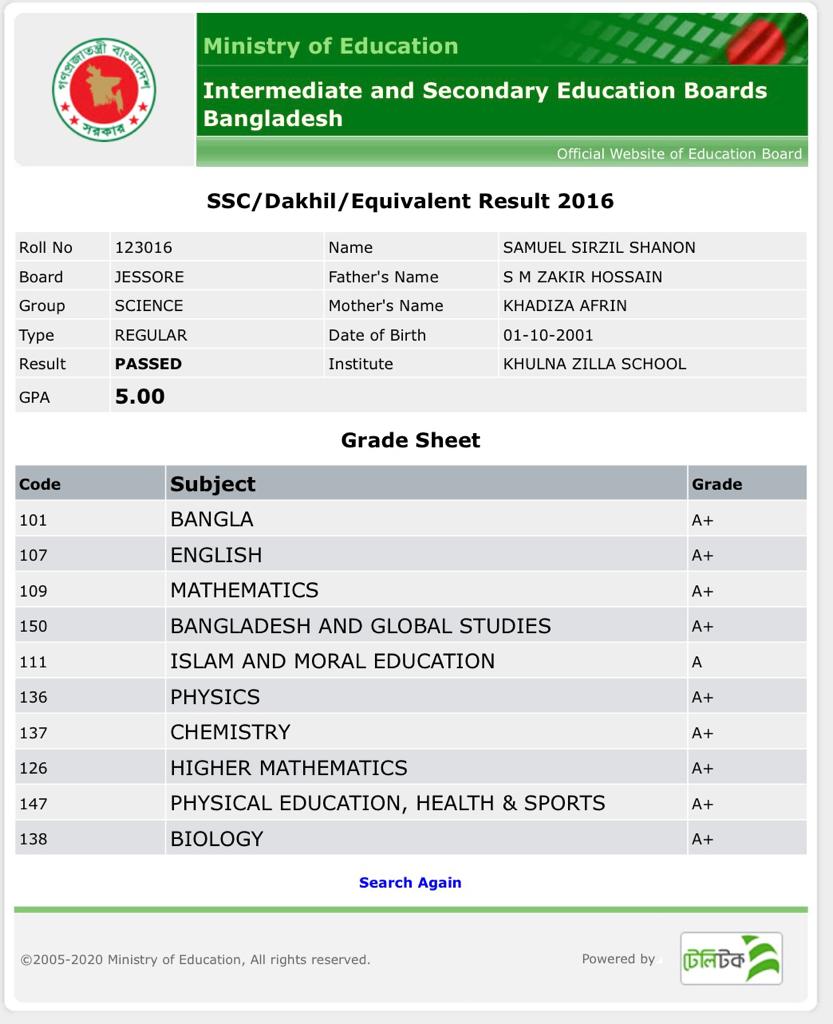 গণপ্রজাতন্ত্রী বাংলাদেশ
সরকার
Ministry of Education
Intermediate and Secondary Education Boards
Bangladesh
Official Website of Education Board
SSC/Dakhil/Equivalent Result 2016
Roll No 123016 Name SAMUEL SIRZIL SHANON
Board JESSORE Father's Name S M ZAKIR HOSSAIN
Group SCIENCE Mother's Name KHADIZA AFRIN
Type REGULAR Date of Birth 01-10-2001
Result PASSED Institute KHULNA ZILLA SCHOOL
GPA 5.00
Grade Sheet
Code Subject Grade
101 BANGLA A+
107 ENGLISH A+
109 MATHEMATICS A+
150 BANGLADESH AND GLOBAL STUDIES A+
111 ISLAM AND MORAL EDUCATION A
136 PHYSICS A+
137 CHEMISTRY A+
126 HIGHER MATHEMATICS A+
147 PHYSICAL EDUCATION, HEALTH & SPORTS A+
138 BIOLOGY A+
Search Again
©2005-2020 Ministry of Education, All rights reserved. Powered by টেলিটক